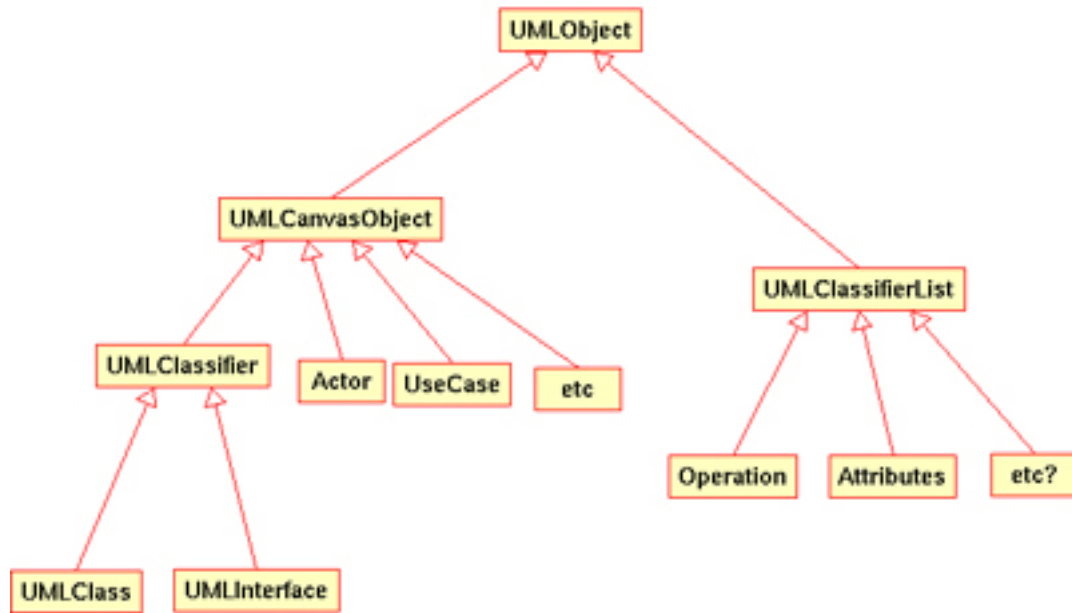 UMLObject
UMLCanvasObject
UMLClassifierList
UMLClassifier
Actor
UseCase
etc
Operation
Attributes
etc?
UMLClass
UMLInterface